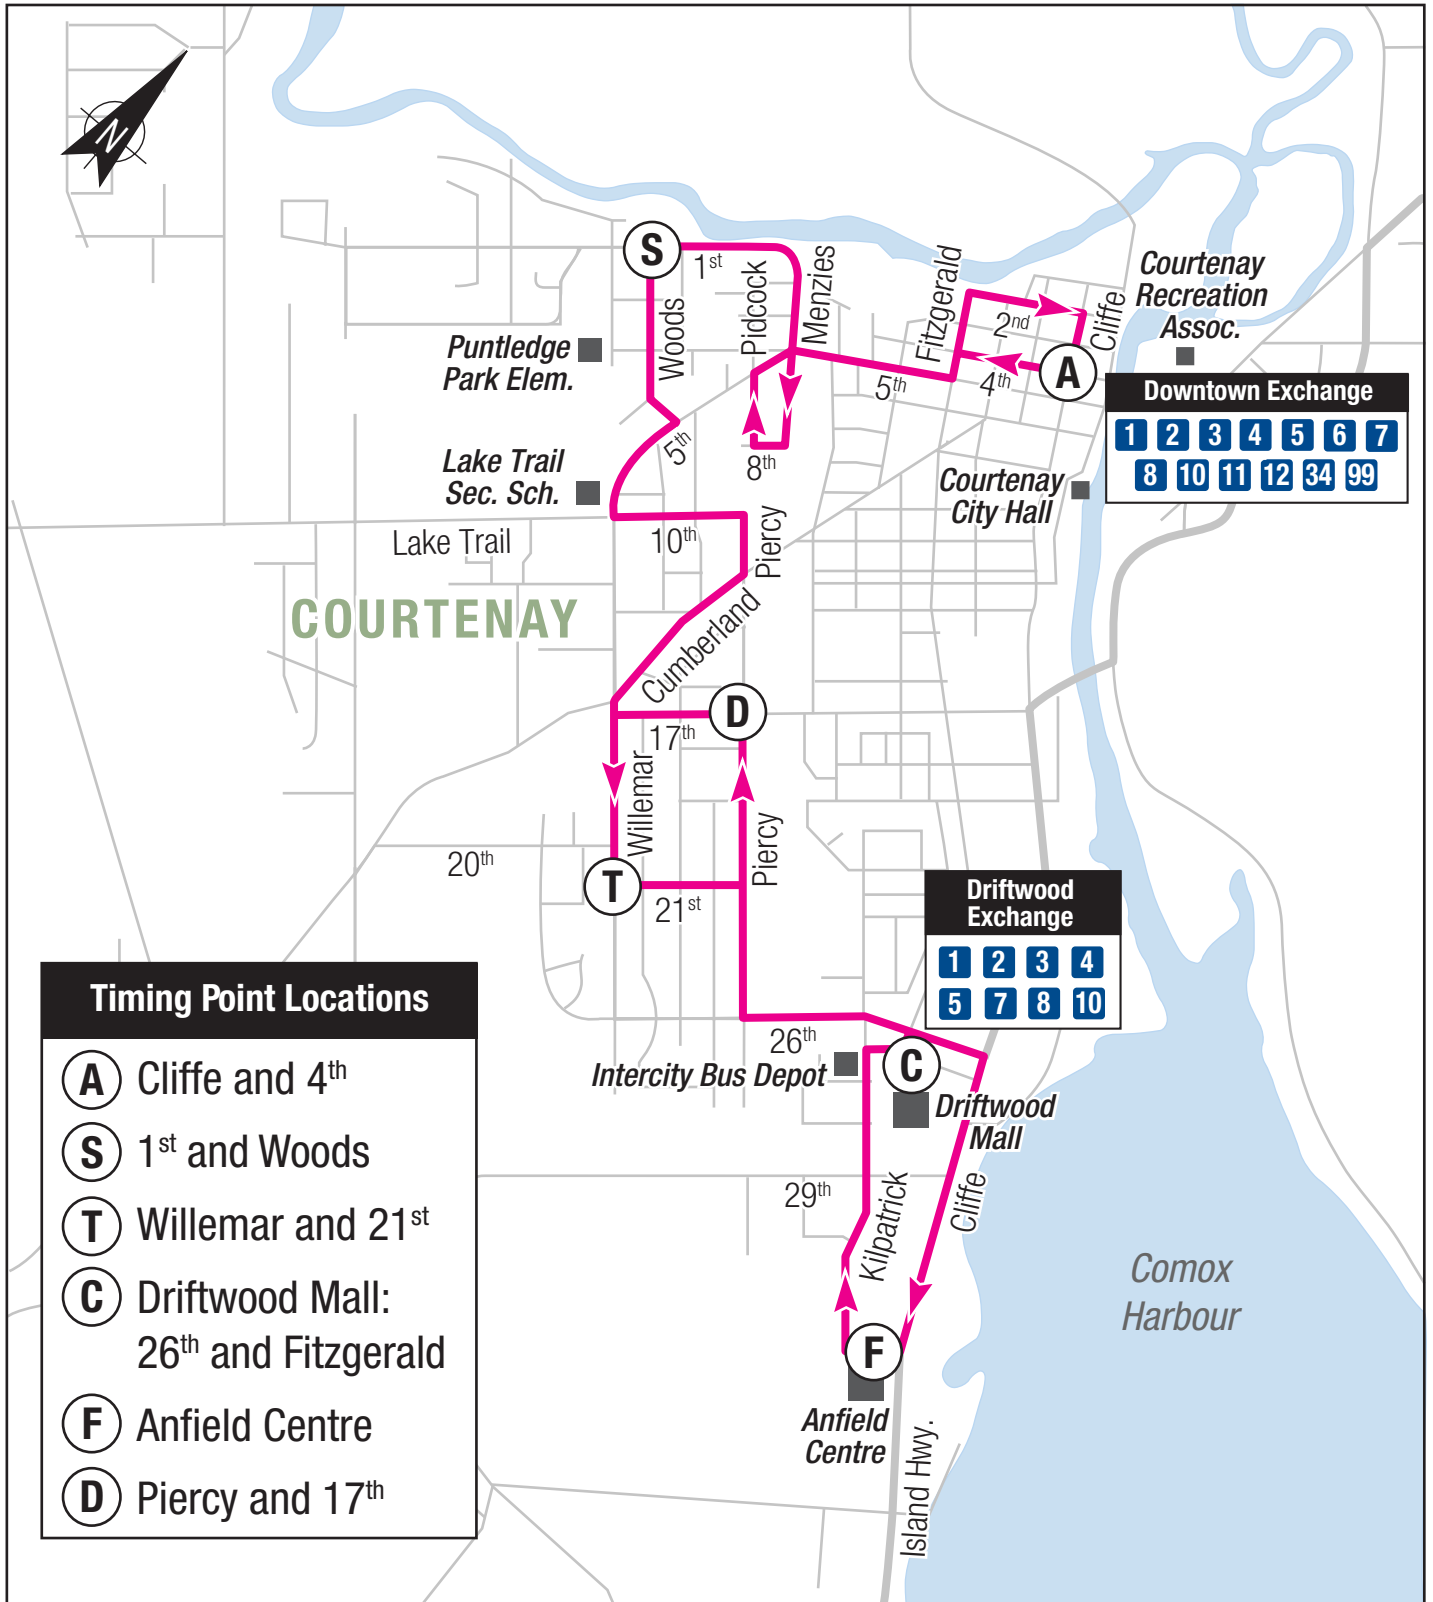 N
S
1st
Woods
Pidcock
Menzies
Fitzgerald
2nd
Cliffe
A
4th
5th
Courtenay
Recreation
Assoc.
Puntledge
Park Elem.
Downtown Exchange
1 2 3 4 5 6 7
8 10 11 12 34 99
5th
8th
Lake Trail
Sec. Sch.
Courtenay
City Hall
Lake Trail
10th
Piercy
COURTENAY
Cumberland
D
17th
Willemar
Piercy
20th
T
21st
Driftwood
Exchange
1 2 3 4
5 7 8 10
26th
Intercity Bus Depot
C
Driftwood
Mall
29th
Kilpatrick
Cliffe
F
Anfield
Centre
Island Hwy.
Comox
Harbour
Timing Point Locations
A Cliffe and 4th
S 1st and Woods
T Willemar and 21st
C Driftwood Mall:
26th and Fitzgerald
F Anfield Centre
D Piercy and 17th